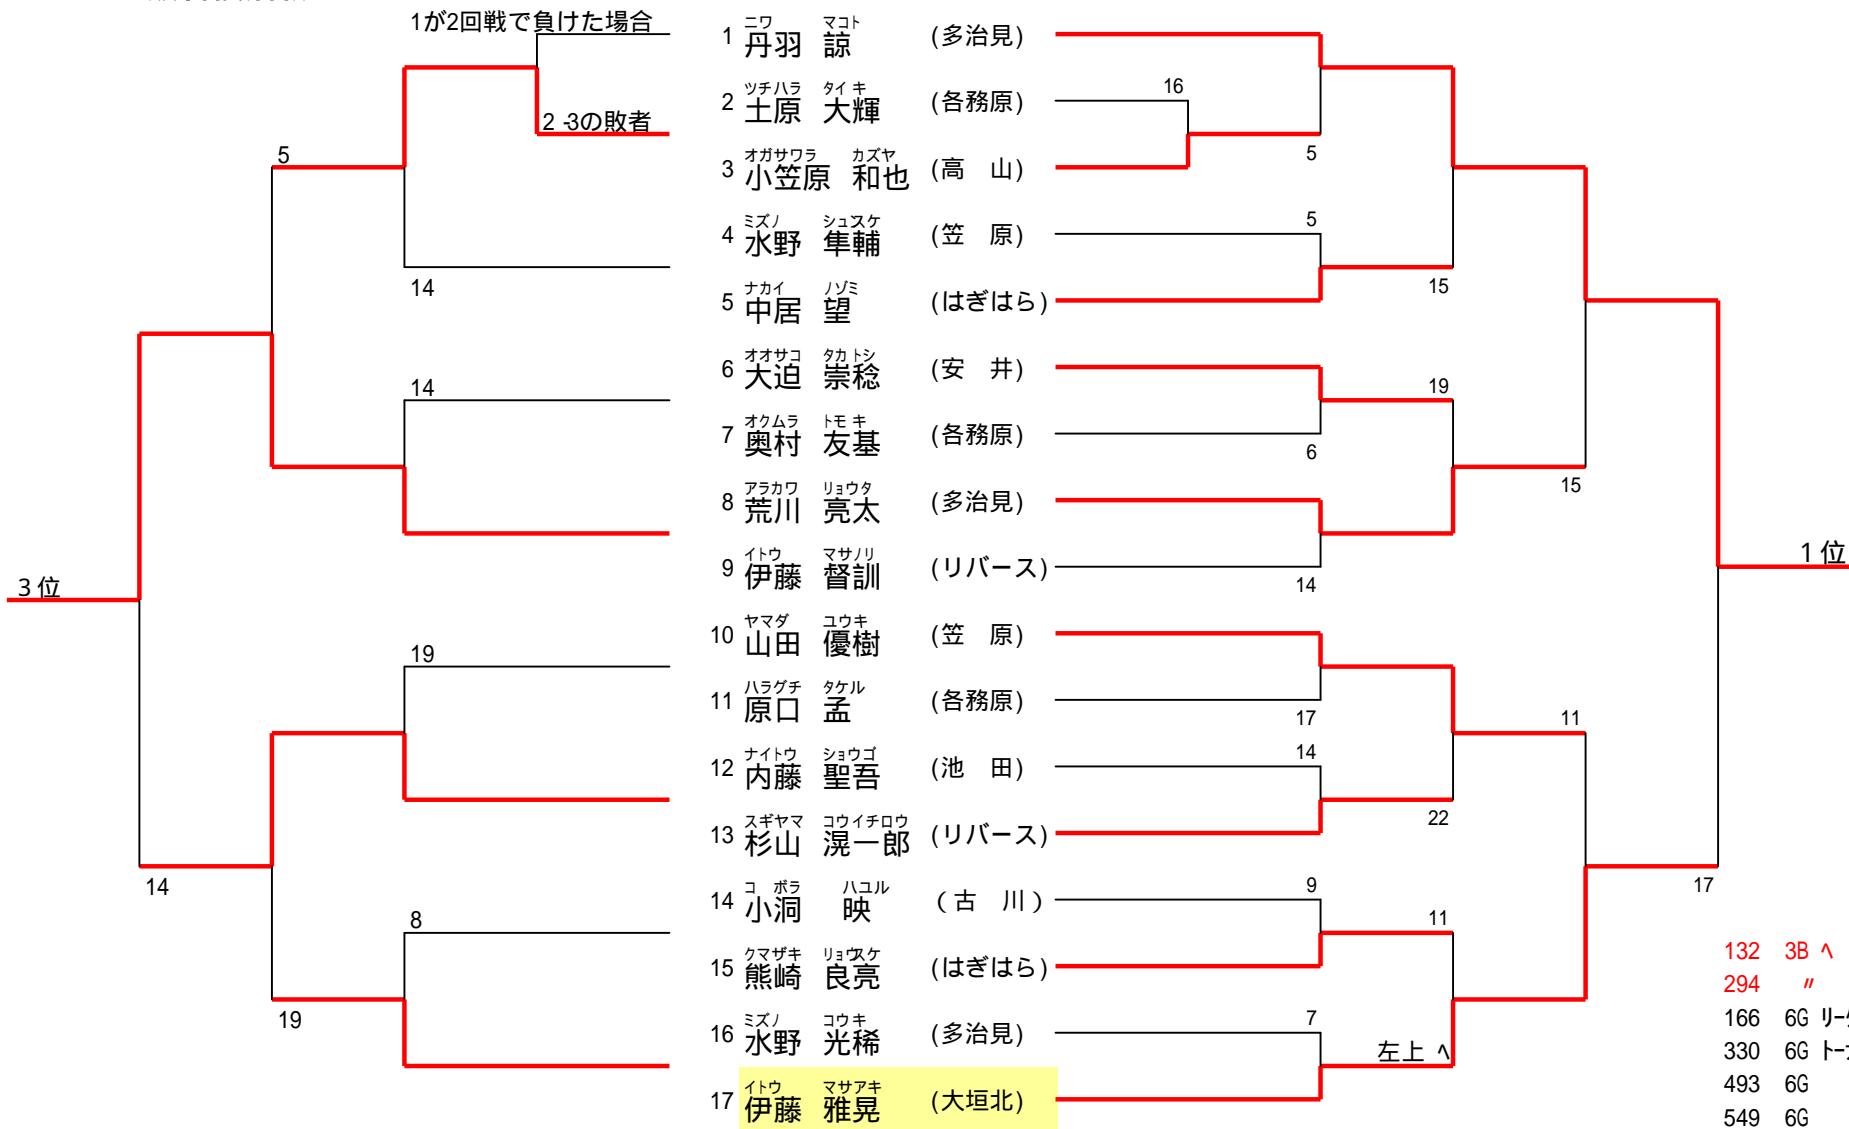 1が2回戦で負けた場合
2-3の敗者
5
14
14
3位
19
14
8
19
1 ニワ マコト
丹羽 諒 (多治見)
2 ツチハラ タイキ
土原 大輝 (各務原)
3 オガサワラ カズヤ
小笠原 和也 (高 山)
4 ミズノ シュスケ
水野 隼輔 (笠 原)
5 ナカイ ノゾミ
中居 望 (はぎはら)
6 オオサコ タカトシ
大迫 崇稔 (安 井)
7 オクムラ トモキ
奥村 友基 (各務原)
8 アラカワ リョウタ
荒川 亮太 (多治見)
9 イトウ マサノリ
伊藤 督訓 (リバース)
10 ヤマダ ユウキ
山田 優樹 (笠 原)
11 ハラグチ タケル
原口 孟 (各務原)
12 ナイトウ ショウゴ
内藤 聖吾 (池 田)
13 スギヤマ コウイチロウ
杉山 滉一郎 (リバース)
14 コ ボラ ハユル
小洞 映 (古 川)
15 クマザキ リョウスケ
熊崎 良亮 (はぎはら)
16 ミズノ コウキ
水野 光稀 (多治見)
17 イトウ マサアキ
伊藤 雅晃 (大垣北)
16
5
5
15
19
6
15
14
17
11
14
22
9
11
7
左上へ
17
1位
132 3B へ
294 〃
166 6G
330 6G
493 6G
549 6G